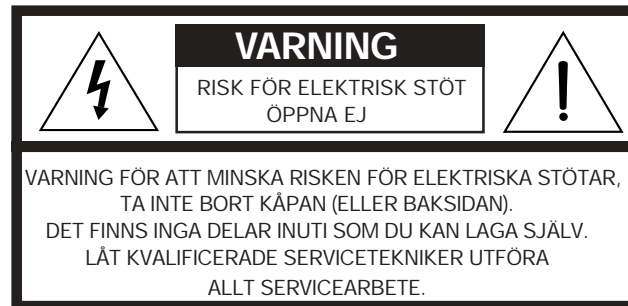 VARNING
RISK FÖR ELEKTRISK STÖT
ÖPPNA EJ
VARNING FÖR ATT MINSKA RISKEN FÖR ELEKTRISKA STÖTAR,
TA INTE BORT KÅPAN (ELLER BAKSIDAN).
DET FINNS INGA DELAR INUTI SOM DU KAN LAGA SJÄLV.
LÅT KVALIFICERADE SERVICETEKNIKER UTFÖRA
ALLT SERVICEARBETE.